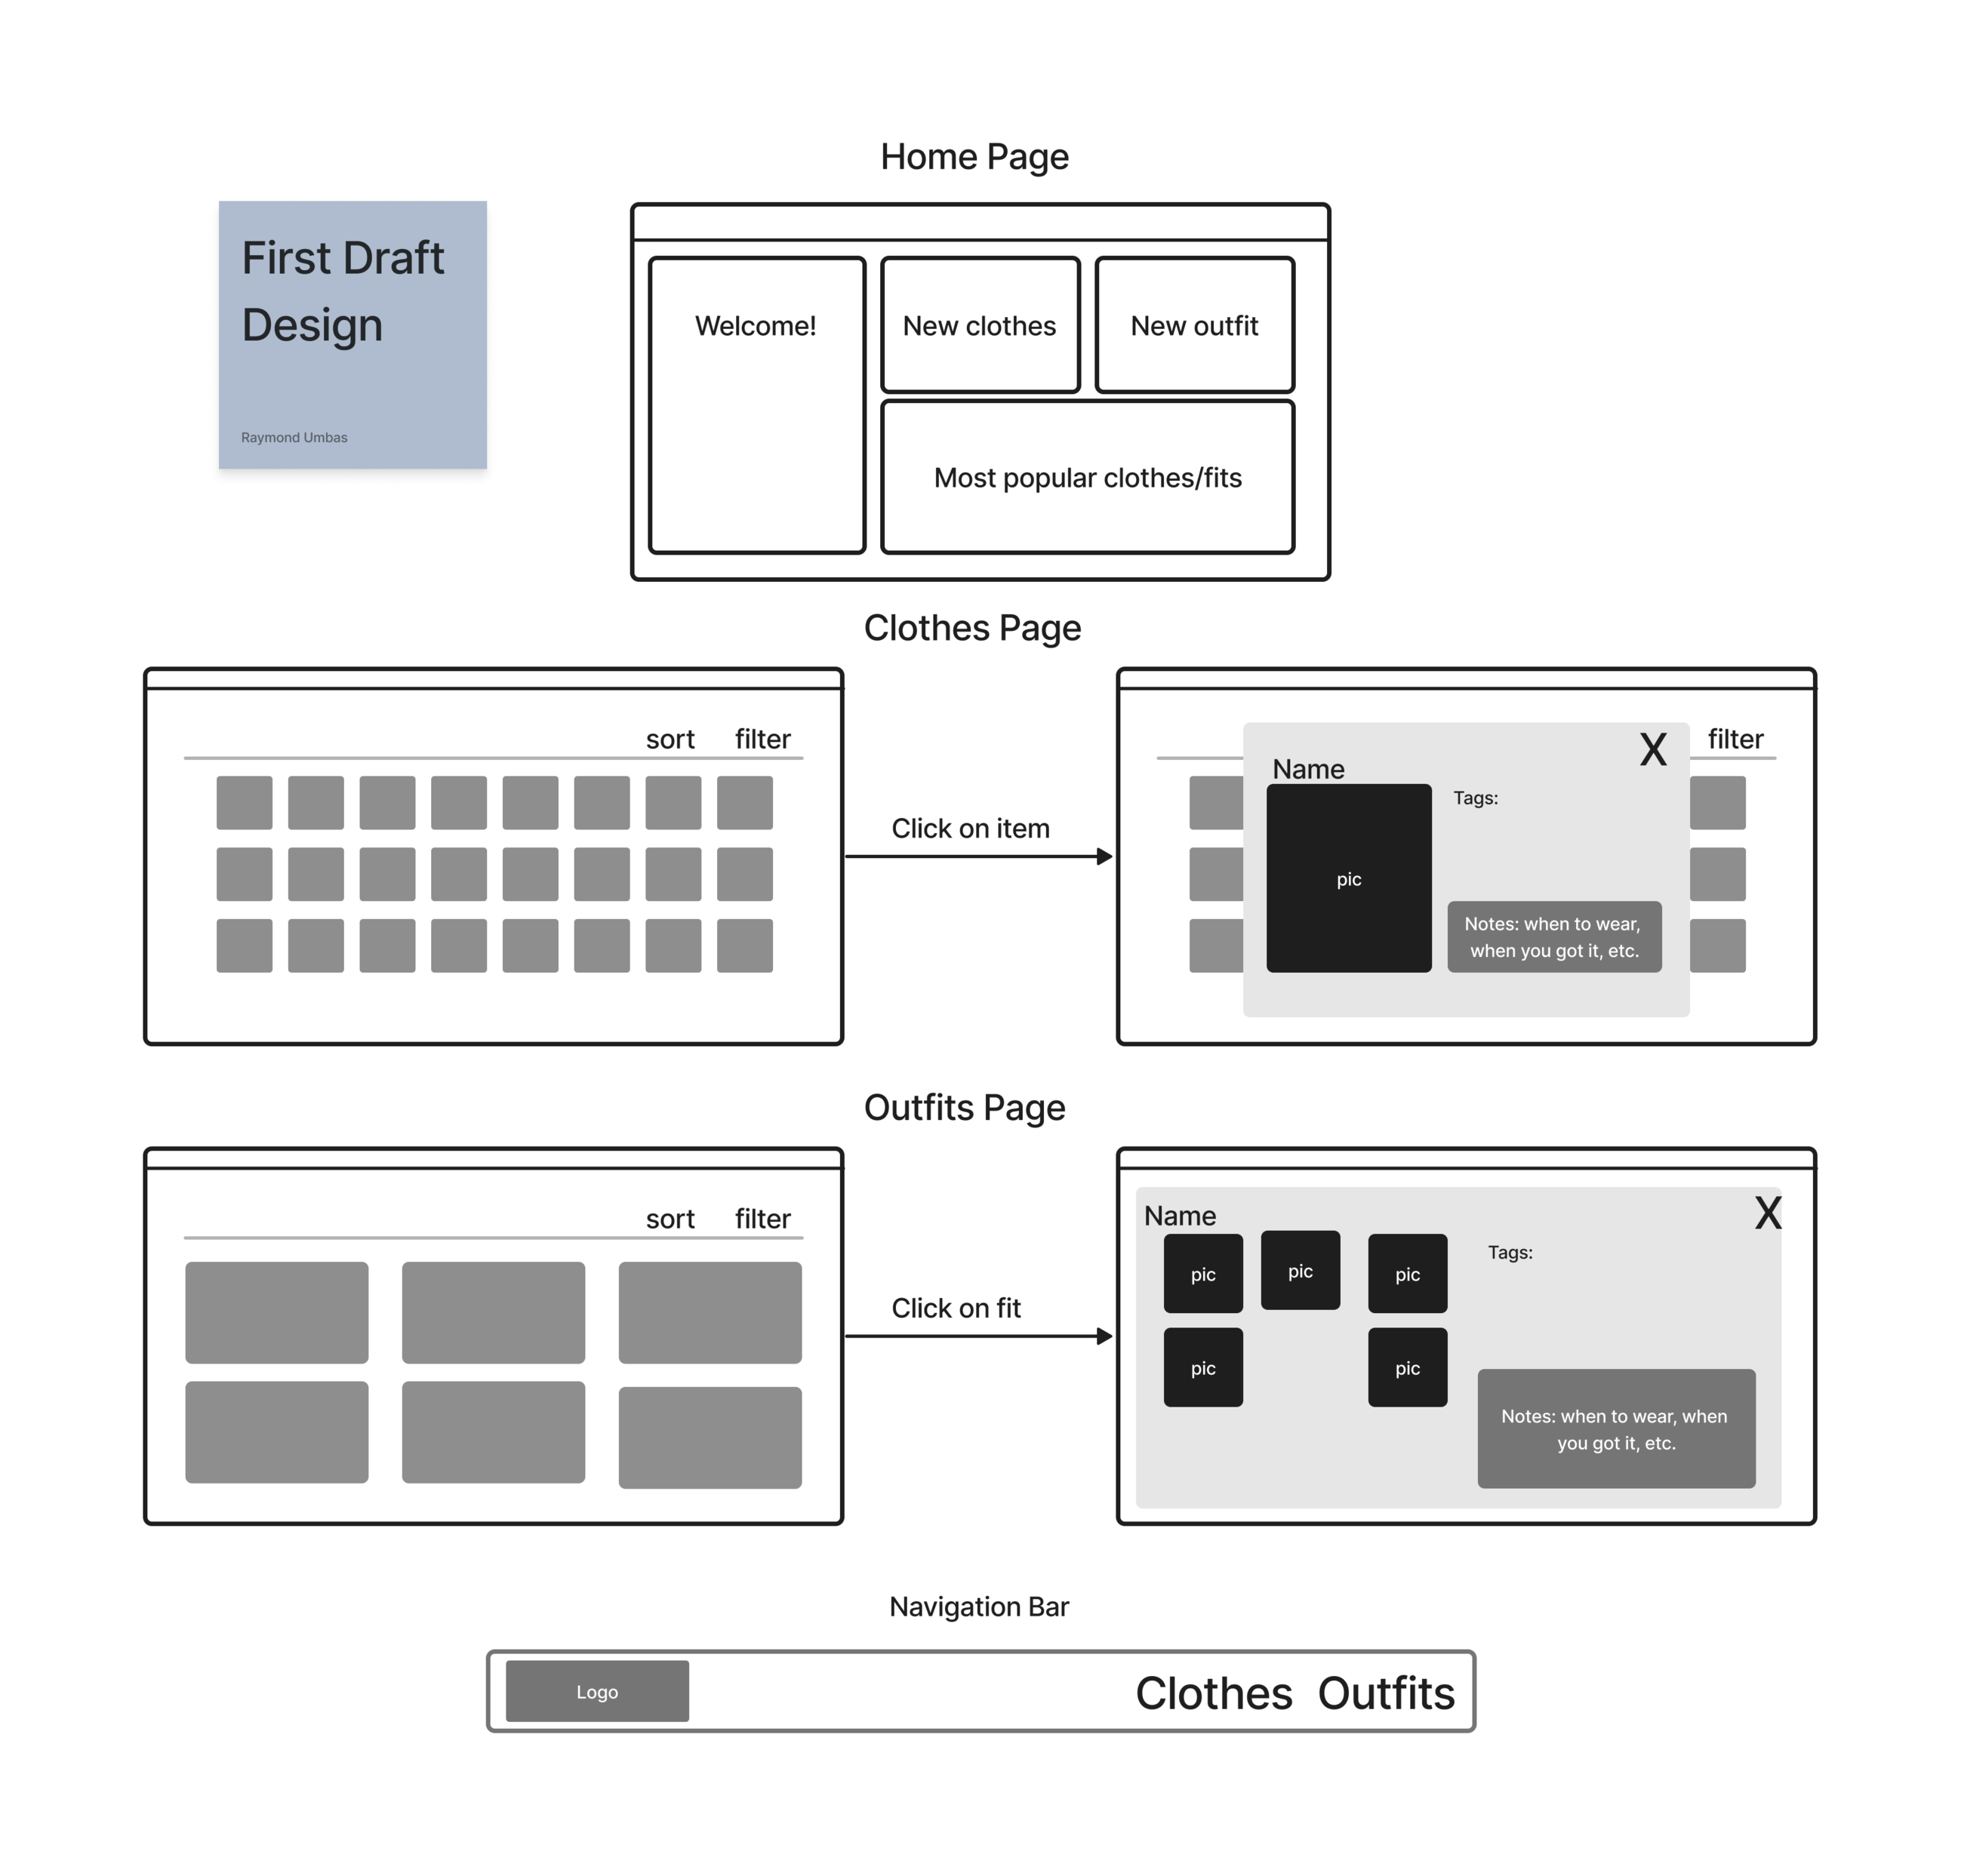 Home Page
First Draft
Design
Raymond Umbas
Welcome!
New clothes
New outfit
Most popular clothes/fits
Clothes Page
sort
filter
Click on item
filter
X
Name
Tags:
pic
Notes: when to wear,
when you got it, etc.
Outfits Page
sort
filter
Click on fit
Name
X
pic
pic
pic
Tags:
pic
pic
Notes: when to wear, when
you got it, etc.
Navigation Bar
Logo
Clothes
Outfits